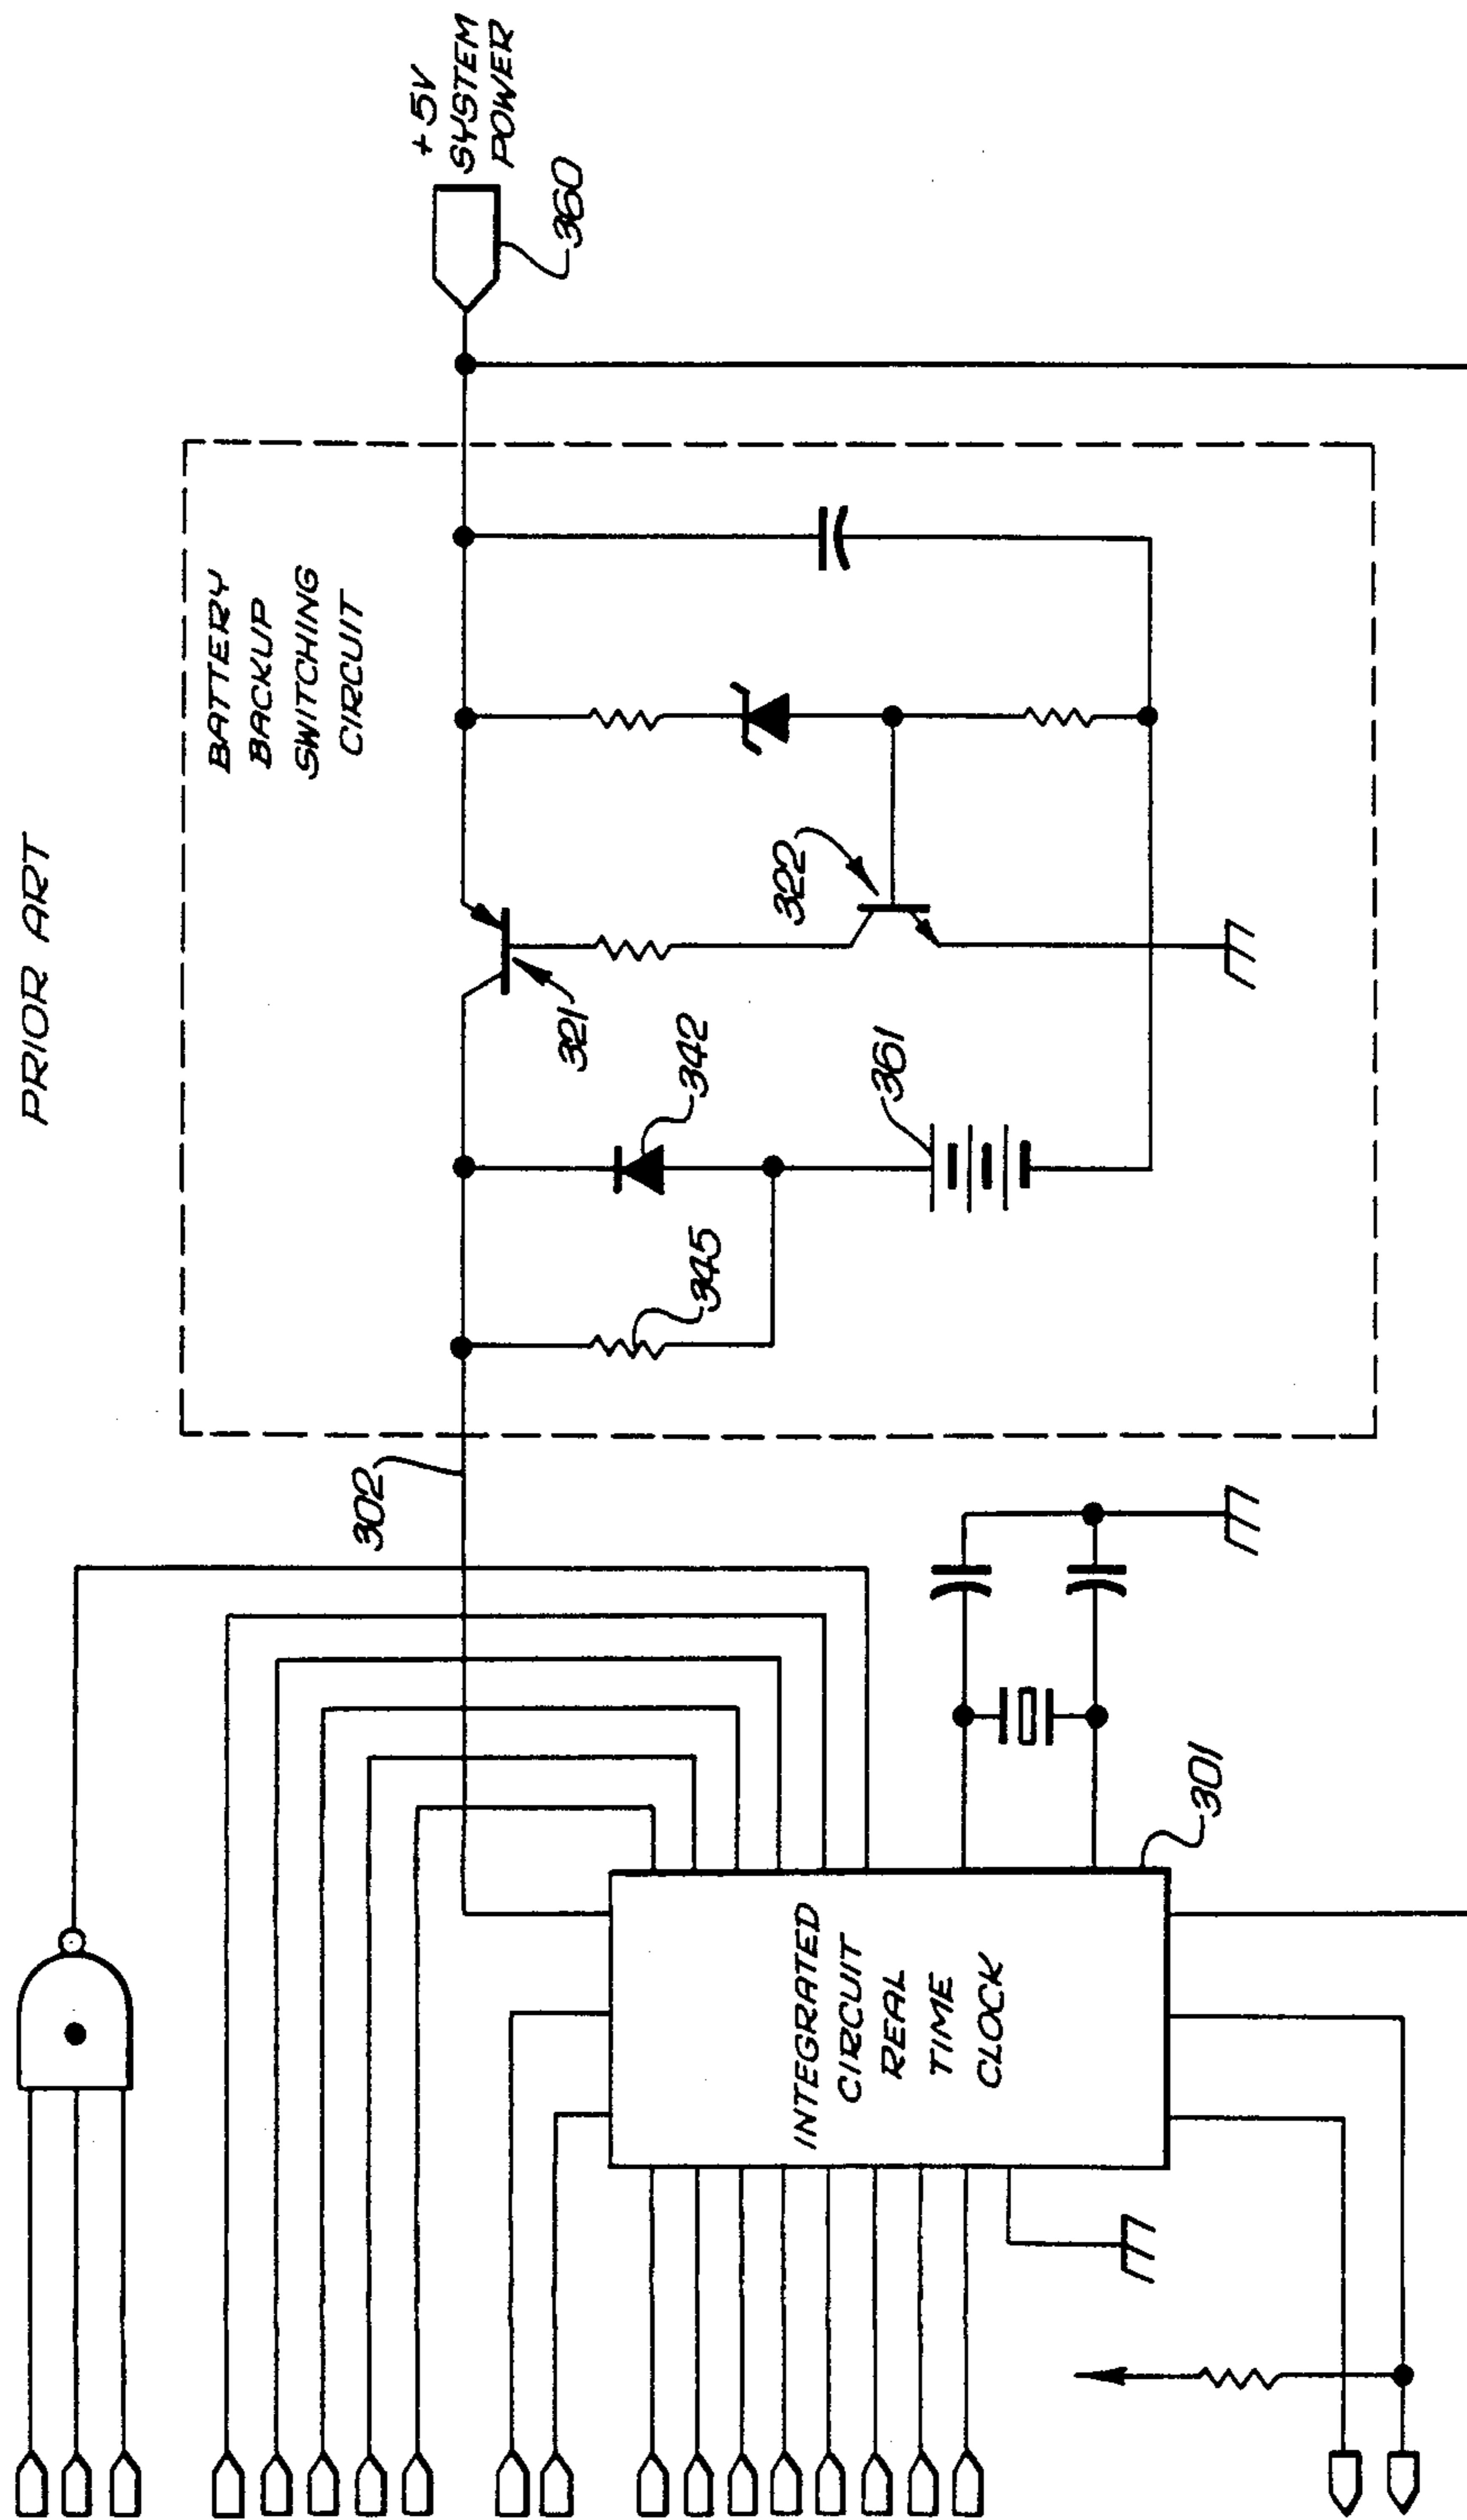 PRIOR ART
+5V
SYSTEM
POWER
360
BATTERY
BACKUP
SWITCHING
CIRCUIT
322
321
342
361
345
302
301
INTEGRATED
CIRCUIT
REAL
TIME
CLOCK